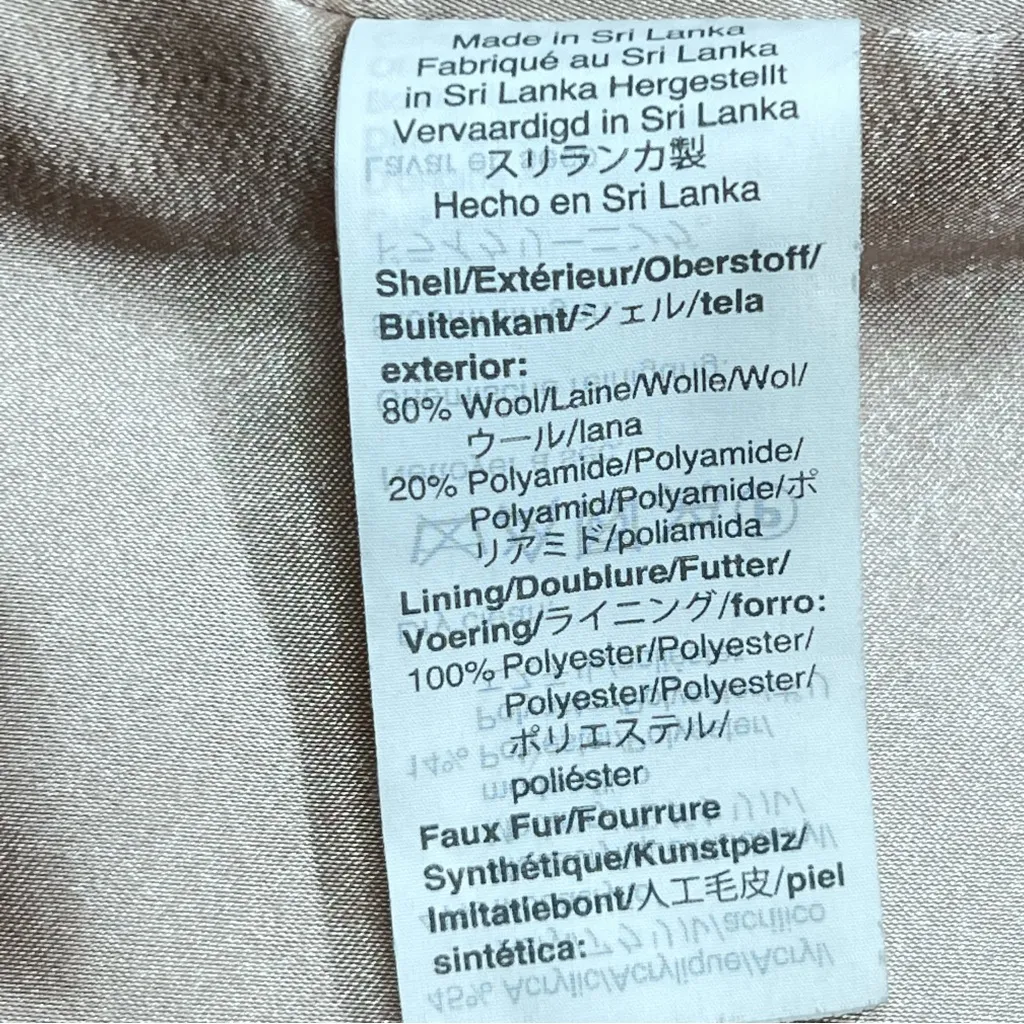 Made in Sri Lanka
Fabriqué au Sri Lanka
in Sri Lanka Hergestellt
Vervaardigd in Sri Lanka
スリランカ製
Hecho en Sri Lanka
Shell/Extérieur/Oberstoff/
Buitenkant/シェル/tela
exterior:
80% Wool/Laine/Wolle/Wol/
ウール/lana
20% Polyamide/Polyamide/
Polyamid/Polyamide/ポ
リアミド/poliamida
Lining/Doublure/Futter/
Voering/ライニング/forro:
100% Polyester/Polyester/
Polyester/Polyester/
ポリエステル/
poliéster
Faux Fur/Fourrure
Synthétique/Kunstpelz/
Imitatiebont/人工毛皮/piel
sintética: